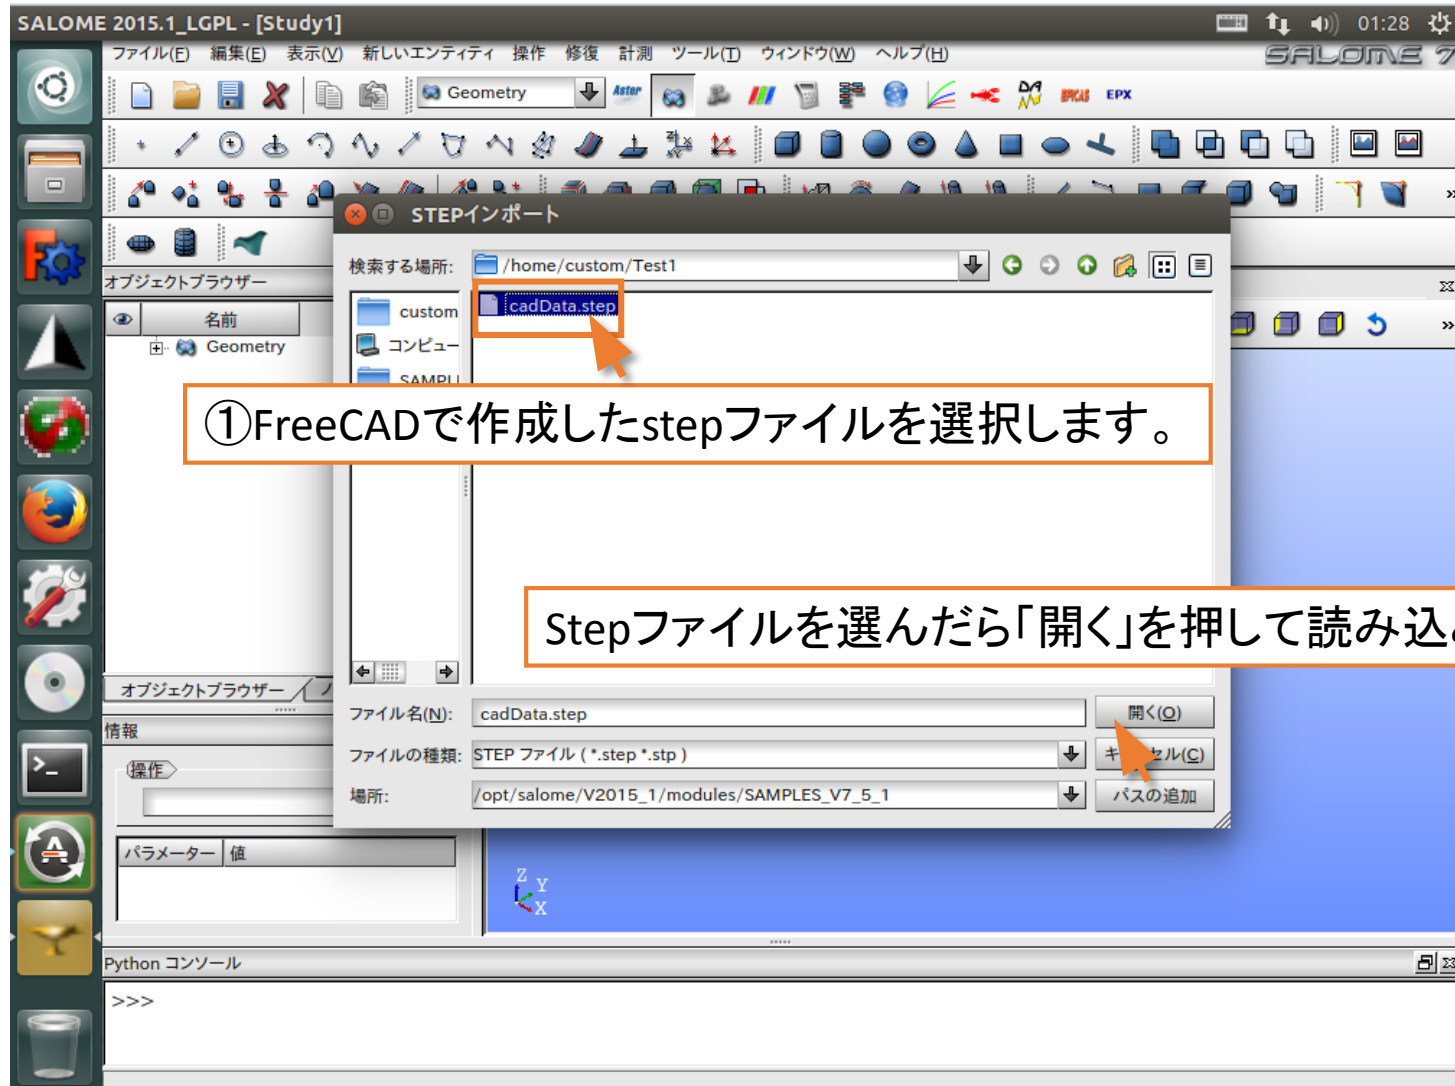 SALOME 2015.1_LGPL - [Study1]
01:28
ファイル(F) 編集(E) 表示(V) 新しいエンティティ 操作 修復 計測 ツール(T) ウィンドウ(W) ヘルプ(H)
SALOME 7
Geometry
Aster
EPX
STEPインポート
検索する場所:
/home/custom/Test1
オブジェクトブラウザー
名前
Geometry
custom
コンピュー
SAMPL
cadData.step
①FreeCADで作成したstepファイルを選択します。
Stepファイルを選んだら「開く」を押して読み込
オブジェクトブラウザー
ファイル名(N):
cadData.step
開く(O)
情報
ファイルの種類:
STEP ファイル ( *.step *.stp )
キ
セル(C)
操作
場所:
/opt/salome/V2015_1/modules/SAMPLES_V7_5_1
パスの追加
パラメーター 値
Z
Y
X
Python コンソール
>>>